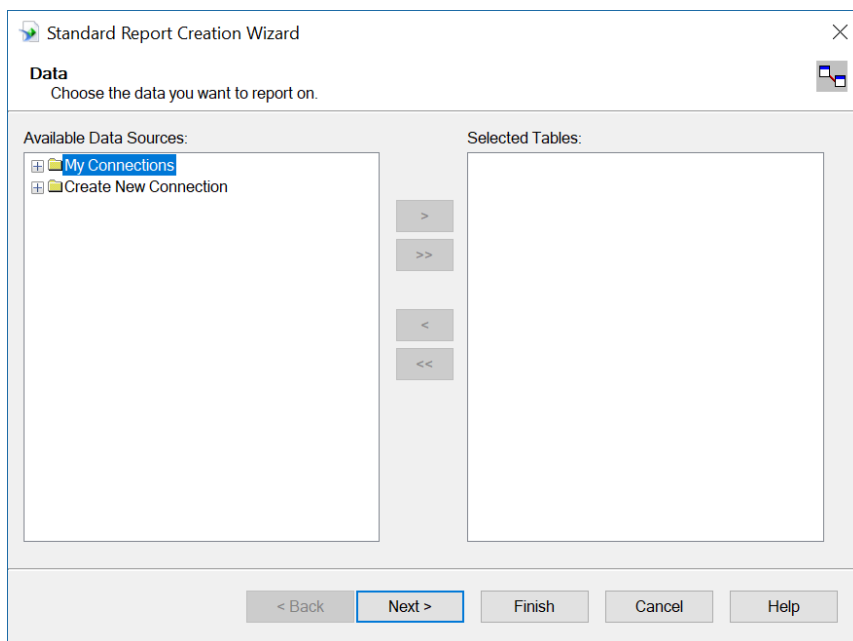 Standard Report Creation Wizard
Data
Choose the data you want to report on.
Available Data Sources:
Selected Tables:
My Connections
Create New Connection
>
>>
<
<<
< Back
Next >
Finish
Cancel
Help